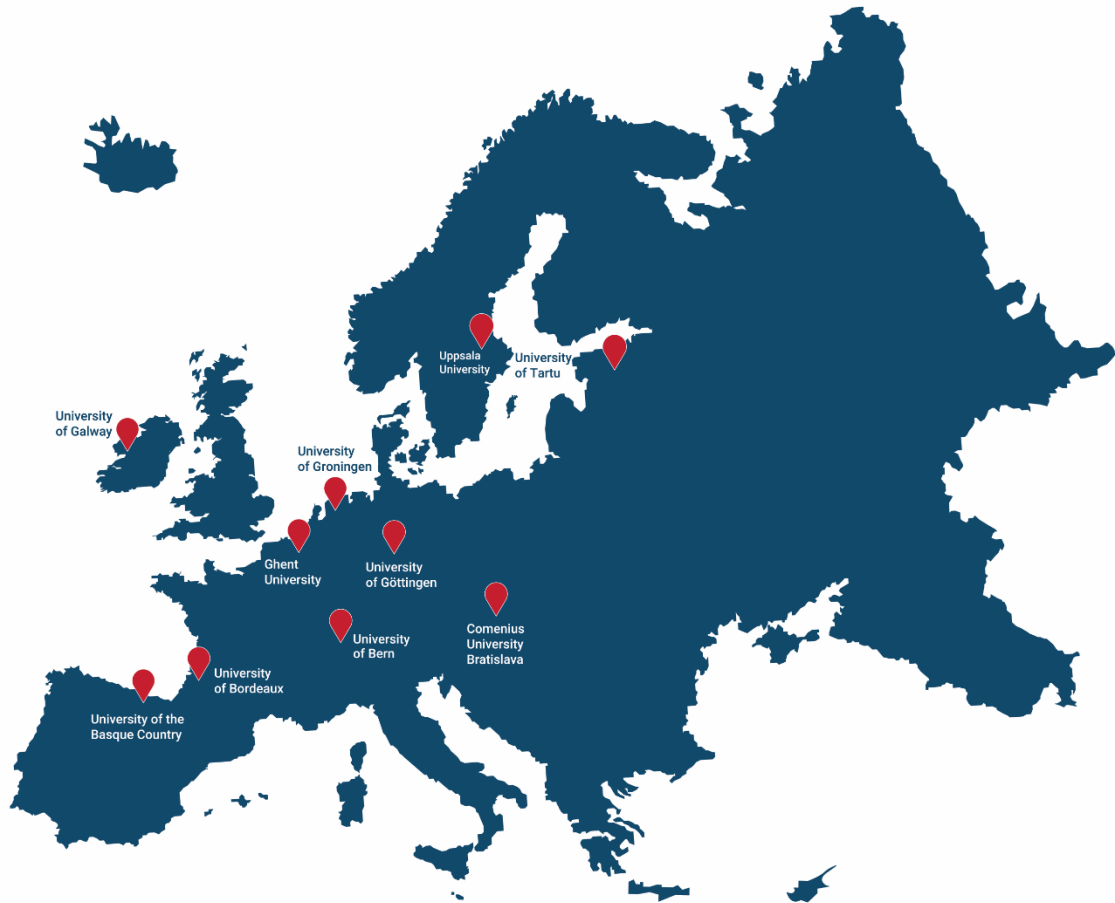 Uppsala
University
University
of Tartu
University
of Galway
University
of Groningen
Ghent
University
University
of Göttingen
University
of Bern
Comenius
University
Bratislava
University
of Bordeaux
University of the
Basque Country